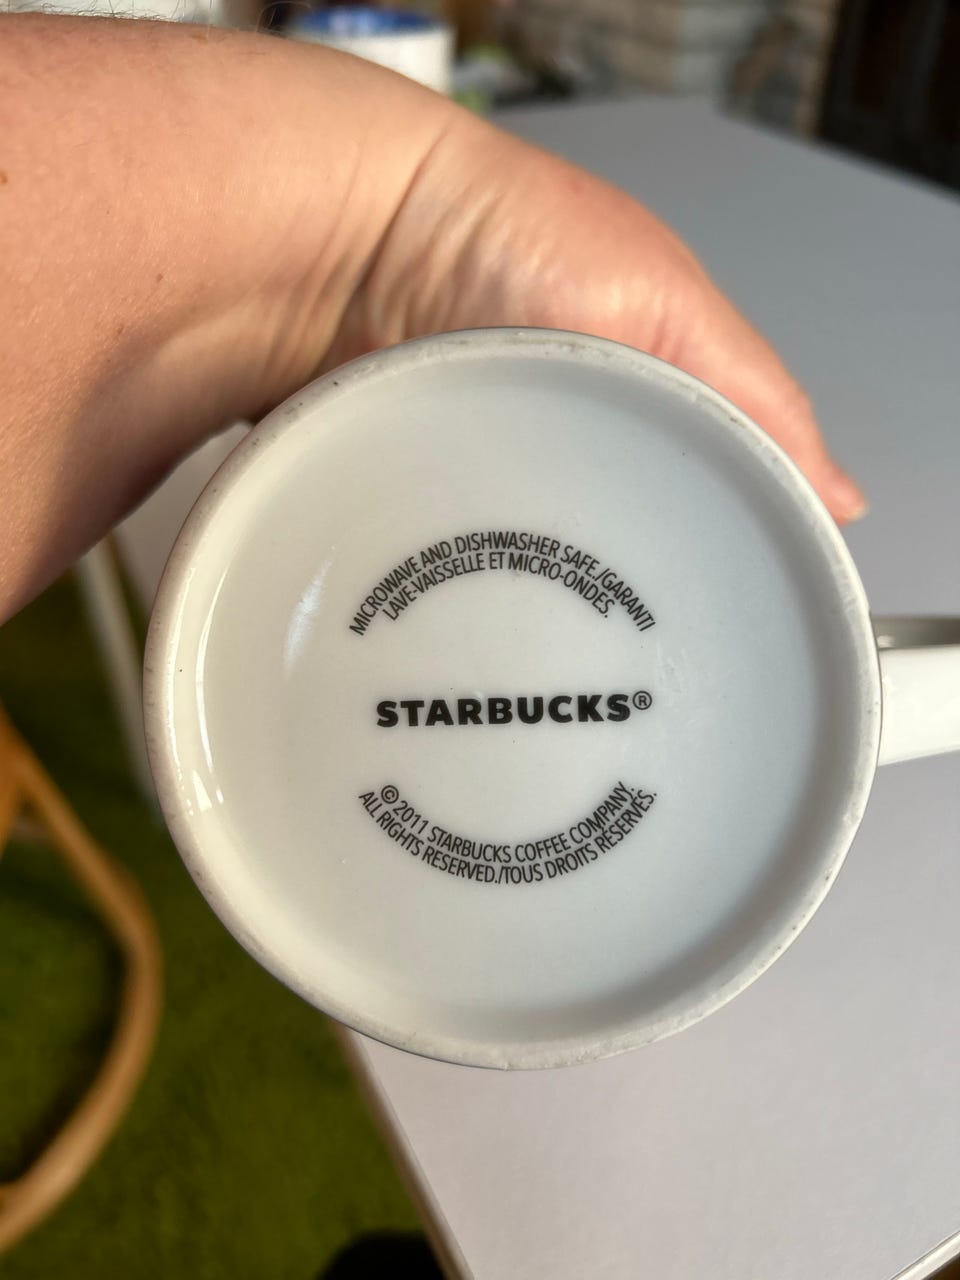 MICROWAVE AND DISHWASHER SAFE./GARANTI
LAVE-VAISSELLE ET MICRO-ONDES.
STARBUCKS®
© 2011 STARBUCKS COFFEE COMPANY.
ALL RIGHTS RESERVED./TOUS DROITS RÉSERVÉS.